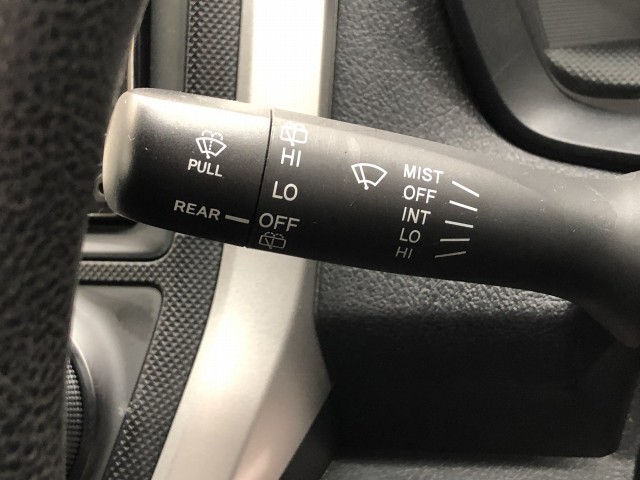 PULL
REAR
HI
LO
OFF
MIST
OFF
INT
LO
HI